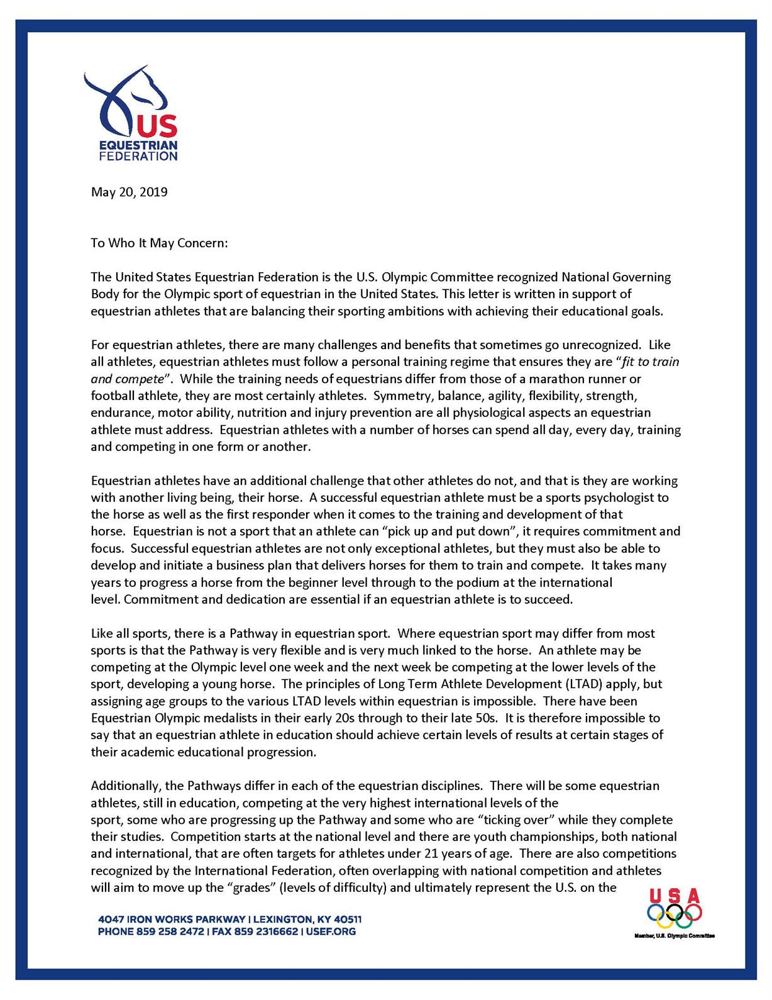 US
EQUESTRIAN
FEDERATION
May 20, 2019
To Who It May Concern:
The United States Equestrian Federation is the U.S. Olympic Committee recognized National Governing
Body for the Olympic sport of equestrian in the United States. This letter is written in support of
equestrian athletes that are balancing their sporting ambitions with achieving their educational goals.
For equestrian athletes, there are many challenges and benefits that sometimes go unrecognized.  Like
all athletes, equestrian athletes must follow a personal training regime that ensures they are “fit to train
and compete”.  While the training needs of equestrians differ from those of a marathon runner or
football athlete, they are most certainly athletes.  Symmetry, balance, agility, flexibility, strength,
endurance, motor ability, nutrition and injury prevention are all physiological aspects an equestrian
athlete must address.  Equestrian athletes with a number of horses can spend all day, every day, training
and competing in one form or another.
Equestrian athletes have an additional challenge that other athletes do not, and that is they are working
with another living being, their horse.  A successful equestrian athlete must be a sports psychologist to
the horse as well as the first responder when it comes to the training and development of that
horse.  Equestrian is not a sport that an athlete can “pick up and put down”, it requires commitment and
focus.  Successful equestrian athletes are not only exceptional athletes, but they must also be able to
develop and initiate a business plan that delivers horses for them to train and compete.  It takes many
years to progress a horse from the beginner level through to the podium at the international
level. Commitment and dedication are essential if an equestrian athlete is to succeed.
Like all sports, there is a Pathway in equestrian sport.  Where equestrian sport may differ from most
sports is that the Pathway is very flexible and is very much linked to the horse.  An athlete may be
competing at the Olympic level one week and the next week be competing at the lower levels of the
sport, developing a young horse.  The principles of Long Term Athlete Development (LTAD) apply, but
assigning age groups to the various LTAD levels within equestrian is impossible.  There have been
Equestrian Olympic medalists in their early 20s through to their late 50s.  It is therefore impossible to
say that an equestrian athlete in education should achieve certain levels of results at certain stages of
their academic educational progression.
Additionally, the Pathways differ in each of the equestrian disciplines.  There will be some equestrian
athletes, still in education, competing at the very highest international levels of the
sport, some who are progressing up the Pathway and some who are “ticking over” while they complete
their studies.  Competition starts at the national level and there are youth championships, both national
and international, that are often targets for athletes under 21 years of age.  There are also competitions
recognized by the International Federation, often overlapping with national competition and athletes
will aim to move up the “grades” (levels of difficulty) and ultimately represent the U.S. on the
4047 IRON WORKS PARKWAY | LEXINGTON, KY 40511
PHONE 859 258 2472 | FAX 859 2316662 | USEF.ORG
USA
Member, U.S. Olympic Committee